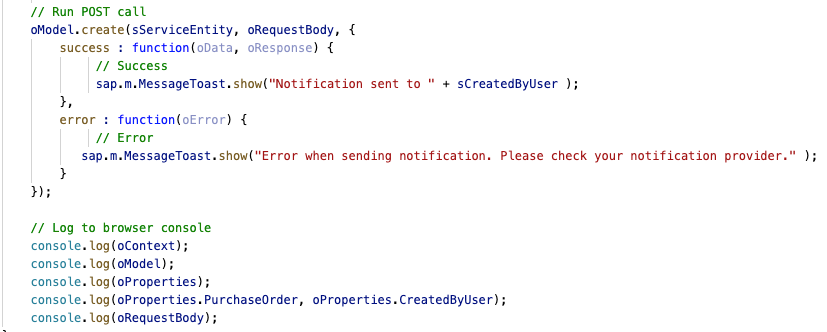 // Run POST call
oModel.create(sServiceEntity, oRequestBody, {
success : function(oData, oResponse) {
// Success
sap.m.MessageToast.show("Notification sent to " + sCreatedByUser );
},
error : function(oError) {
// Error
sap.m.MessageToast.show("Error when sending notification. Please check your notification provider." );
}
});
// Log to browser console
console.log(oContext);
console.log(oModel);
console.log(oProperties);
console.log(oProperties.PurchaseOrder, oProperties.CreatedByUser);
console.log(oRequestBody);